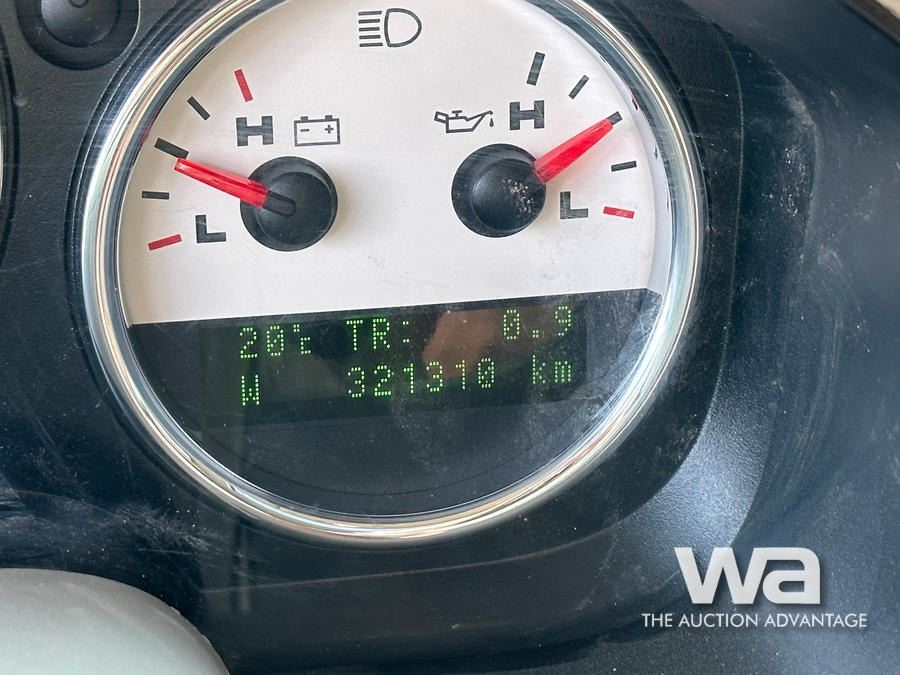 H H
L L
20°C TR: 0.9
W 321310 km
wa
THE AUCTION ADVANTAGE